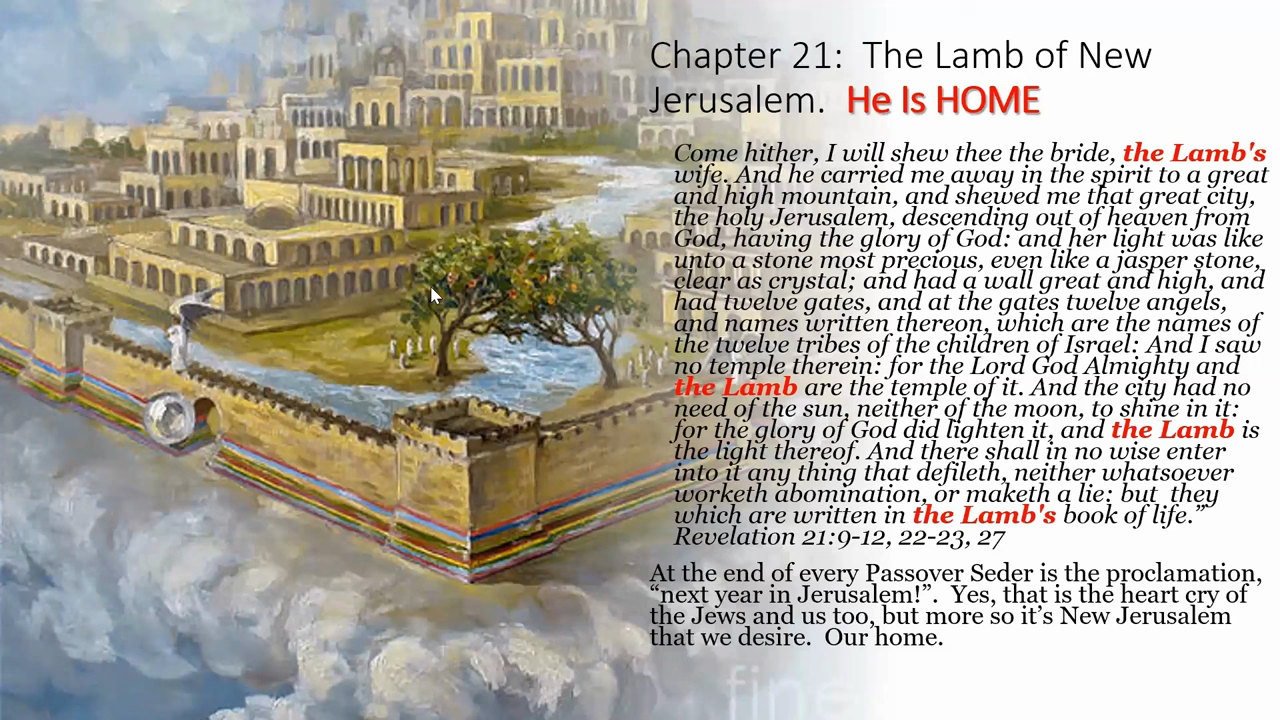 Chapter 21:  The Lamb of New
Jerusalem.  He Is HOME
Come hither, I will shew thee the bride, the Lamb's
wife. And he carried me away in the spirit to a great
and high mountain, and shewed me that great city,
the holy Jerusalem, descending out of heaven from
God, having the glory of God: and her light was like
unto a stone most precious, even like a jasper stone,
clear as crystal; and had a wall great and high, and
had twelve gates, and at the gates twelve angels,
and names written thereon, which are the names of
the twelve tribes of the children of Israel: And I saw
no temple therein: for the Lord God Almighty and
the Lamb are the temple of it. And the city had no
need of the sun, neither of the moon, to shine in it:
for the glory of God did lighten it, and the Lamb is
the light thereof. And there shall in no wise enter
into it any thing that defileth, neither whatsoever
worketh abomination, or maketh a lie: but  they
which are written in the Lamb's book of life.”
Revelation 21:9-12, 22-23, 27
At the end of every Passover Seder is the proclamation,
“next year in Jerusalem!”.  Yes, that is the heart cry of
the Jews and us too, but more so it’s New Jerusalem
that we desire.  Our home.
fine